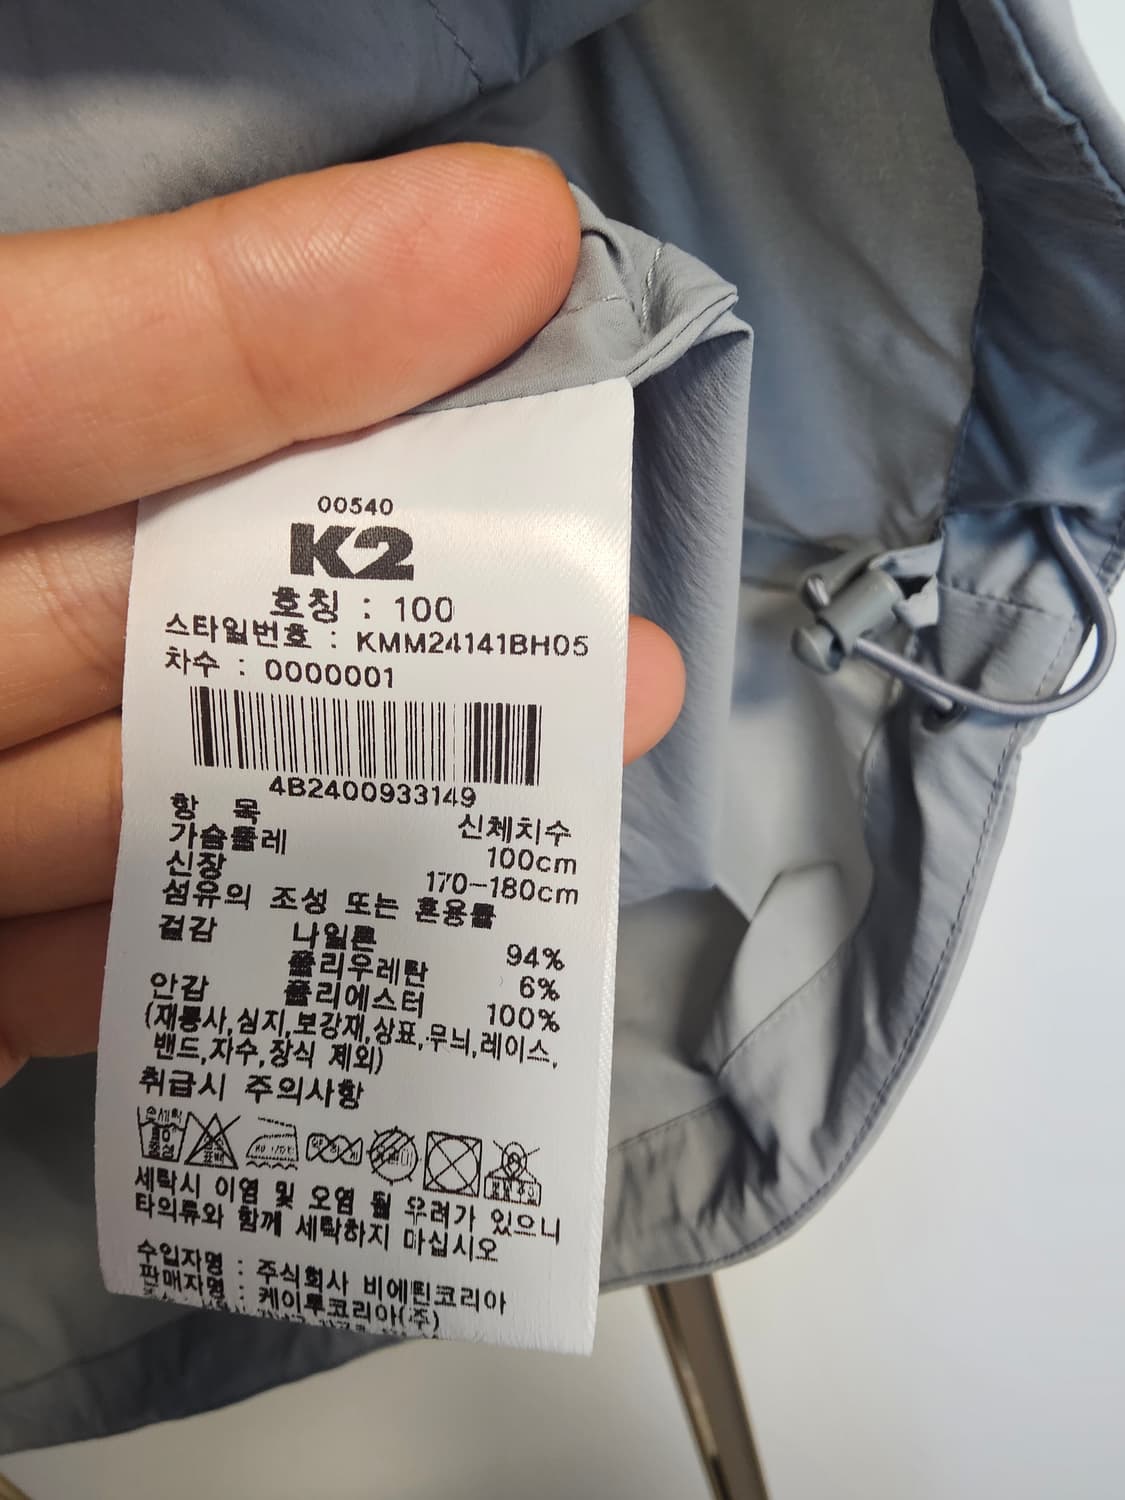 00540
K2
호칭 : 100
스타일번호 : KMM24141BH05
차수 : 0000001
4B2400933149
항 목 신체치수
가슴둘레 100cm
신장 170-180cm
섬유의 조성 또는 혼용률
겉감 나일론 94%
폴리우레탄 6%
안감 폴리에스터 100%
(재봉사,심지,보강재,상표,무늬,레이스,
밴드,자수,장식 제외)
취급시 주의사항
손세탁
중성
세탁시 이염 및 오염 될 우려가 있으니
타의류와 함께 세탁하지 마십시오
수입자명 : 주식회사 비에틴코리아
판매자명 : 케이투코리아(주)